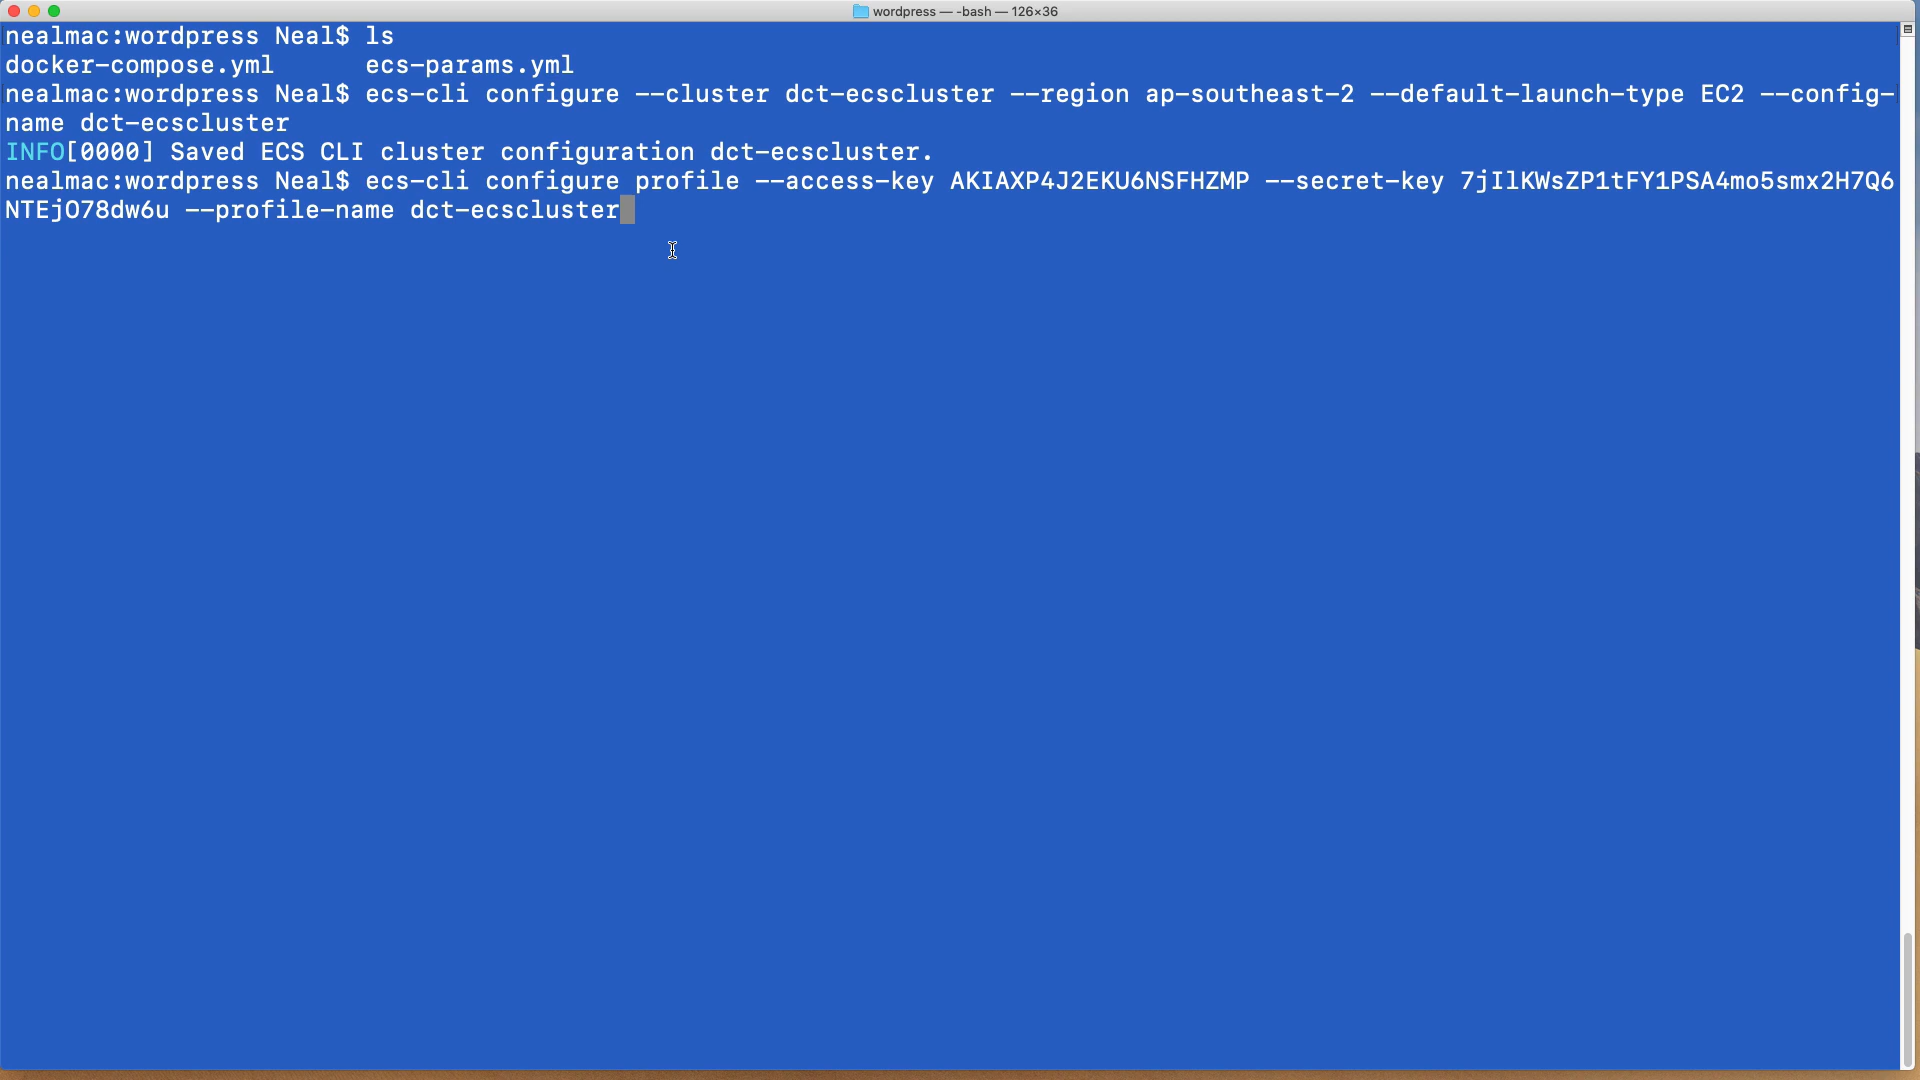 wordpress — -bash — 126×36
nealmac:wordpress Neal$ ls
docker-compose.yml      ecs-params.yml
nealmac:wordpress Neal$ ecs-cli configure --cluster dct-ecscluster --region ap-southeast-2 --default-launch-type EC2 --config-
name dct-ecscluster
INFO[0000] Saved ECS CLI cluster configuration dct-ecscluster.
nealmac:wordpress Neal$ ecs-cli configure profile --access-key AKIAXP4J2EKU6NSFHZMP --secret-key 7jIlKWsZP1tFY1PSA4mo5smx2H7Q6
NTEjO78dw6u --profile-name dct-ecscluster